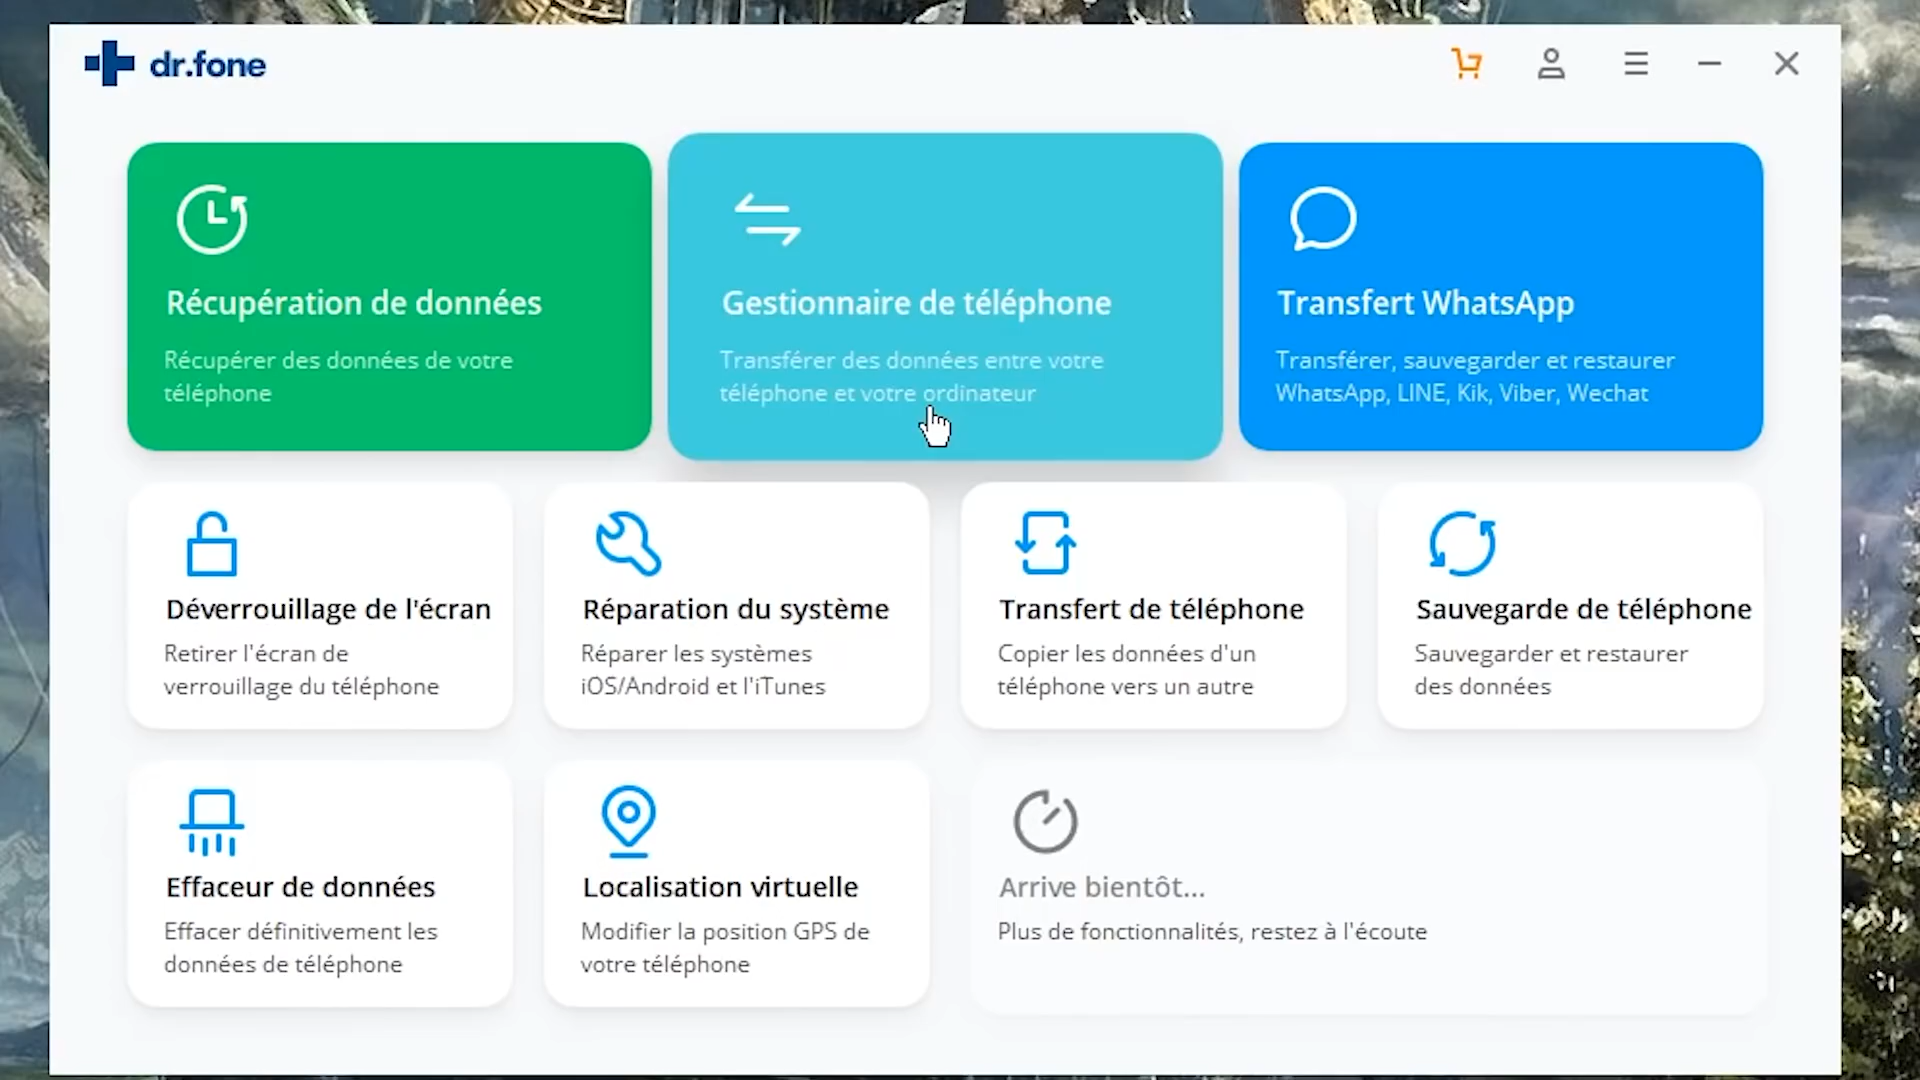 dr.fone
Récupération de données
Récupérer des données de votre
téléphone
Gestionnaire de téléphone
Transférer des données entre votre
téléphone et votre ordinateur
Transfert WhatsApp
Transférer, sauvegarder et restaurer
WhatsApp, LINE, Kik, Viber, Wechat
Déverrouillage de l'écran
Retirer l'écran de
verrouillage du téléphone
Réparation du système
Réparer les systèmes
iOS/Android et l'iTunes
Transfert de téléphone
Copier les données d'un
téléphone vers un autre
Sauvegarde de téléphone
Sauvegarder et restaurer
des données
Effaceur de données
Effacer définitivement les
données de téléphone
Localisation virtuelle
Modifier la position GPS de
votre téléphone
Arrive bientôt...
Plus de fonctionnalités, restez à l'écoute